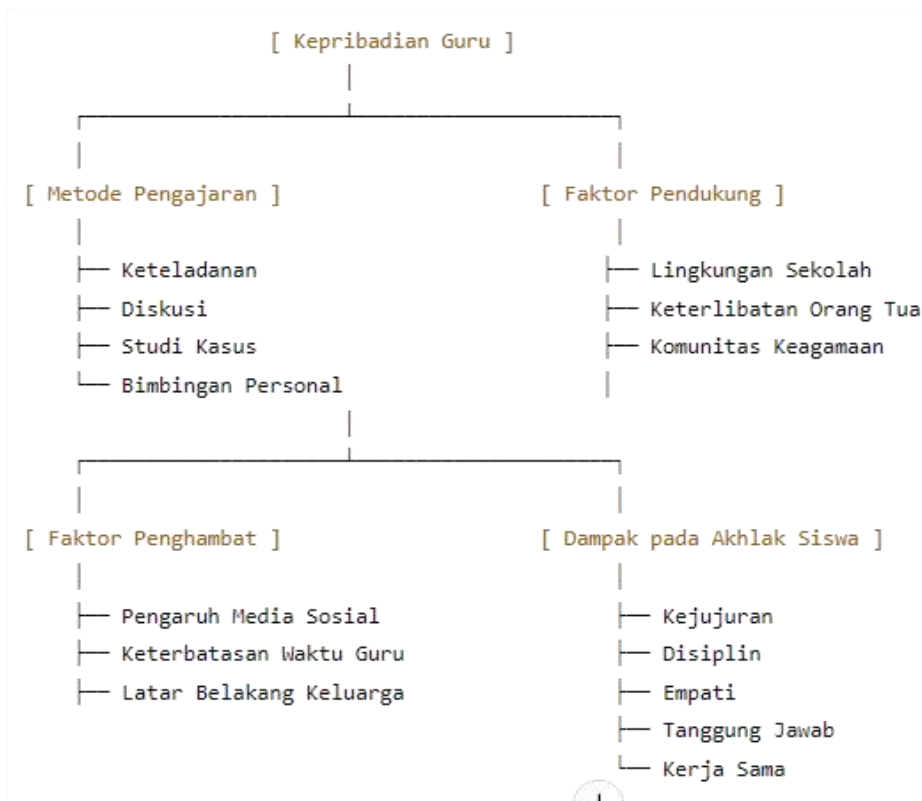 [ Kepribadian Guru ]
[ Metode Pengajaran ] [ Faktor Pendukung ]
Keteladanan Lingkungan Sekolah
Diskusi Keterlibatan Orang Tua
Studi Kasus Komunitas Keagamaan
Bimbingan Personal
[ Faktor Penghambat ] [ Dampak pada Akhlak Siswa ]
Pengaruh Media Sosial Kejujuran
Keterbatasan Waktu Guru Disiplin
Latar Belakang Keluarga Empati
Tanggung Jawab
Kerja Sama